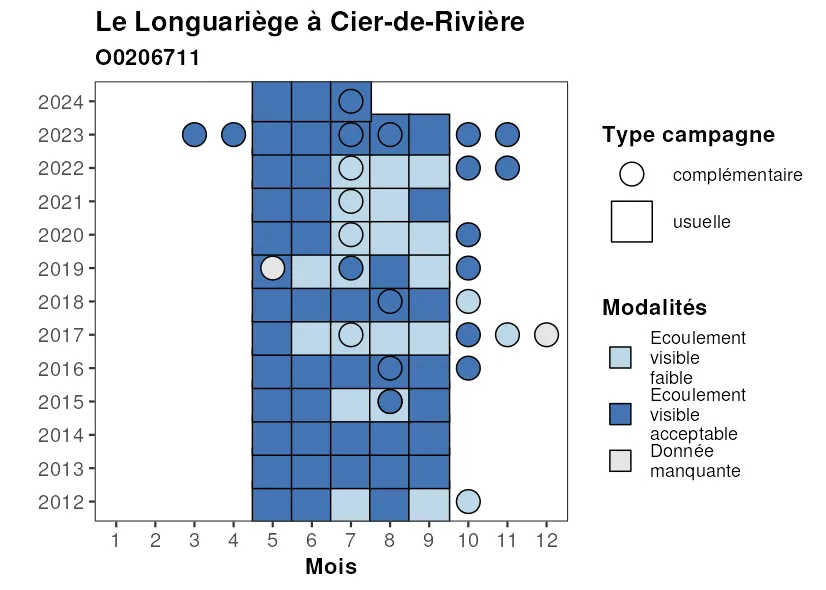 Le Longuariège à Cier-de-Rivière
O0206711
2024
2023
2022
2021
2020
2019
2018
2017
2016
2015
2014
2013
2012
1 2 3 4 5 6 7 8 9 10 11 12
Mois
Type campagne
complémentaire
usuelle
Modalités
Ecoulement
visible
faible
Ecoulement
visible
acceptable
Donnée
manquante